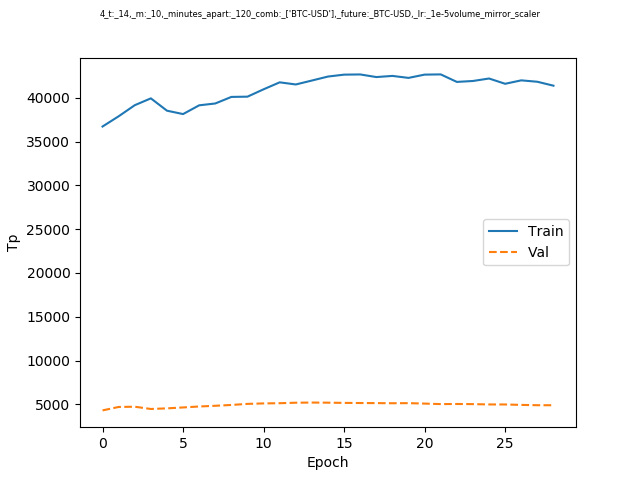 4_t:_14,_m:_10,_minutes_apart:_120_comb:_['BTC-USD'],_future:_BTC-USD,_lr:_1e-5volume_mirror_scaler
40000
35000
30000
25000
20000
15000
10000
5000
Tp
Train
Val
0 5 10 15 20 25
Epoch